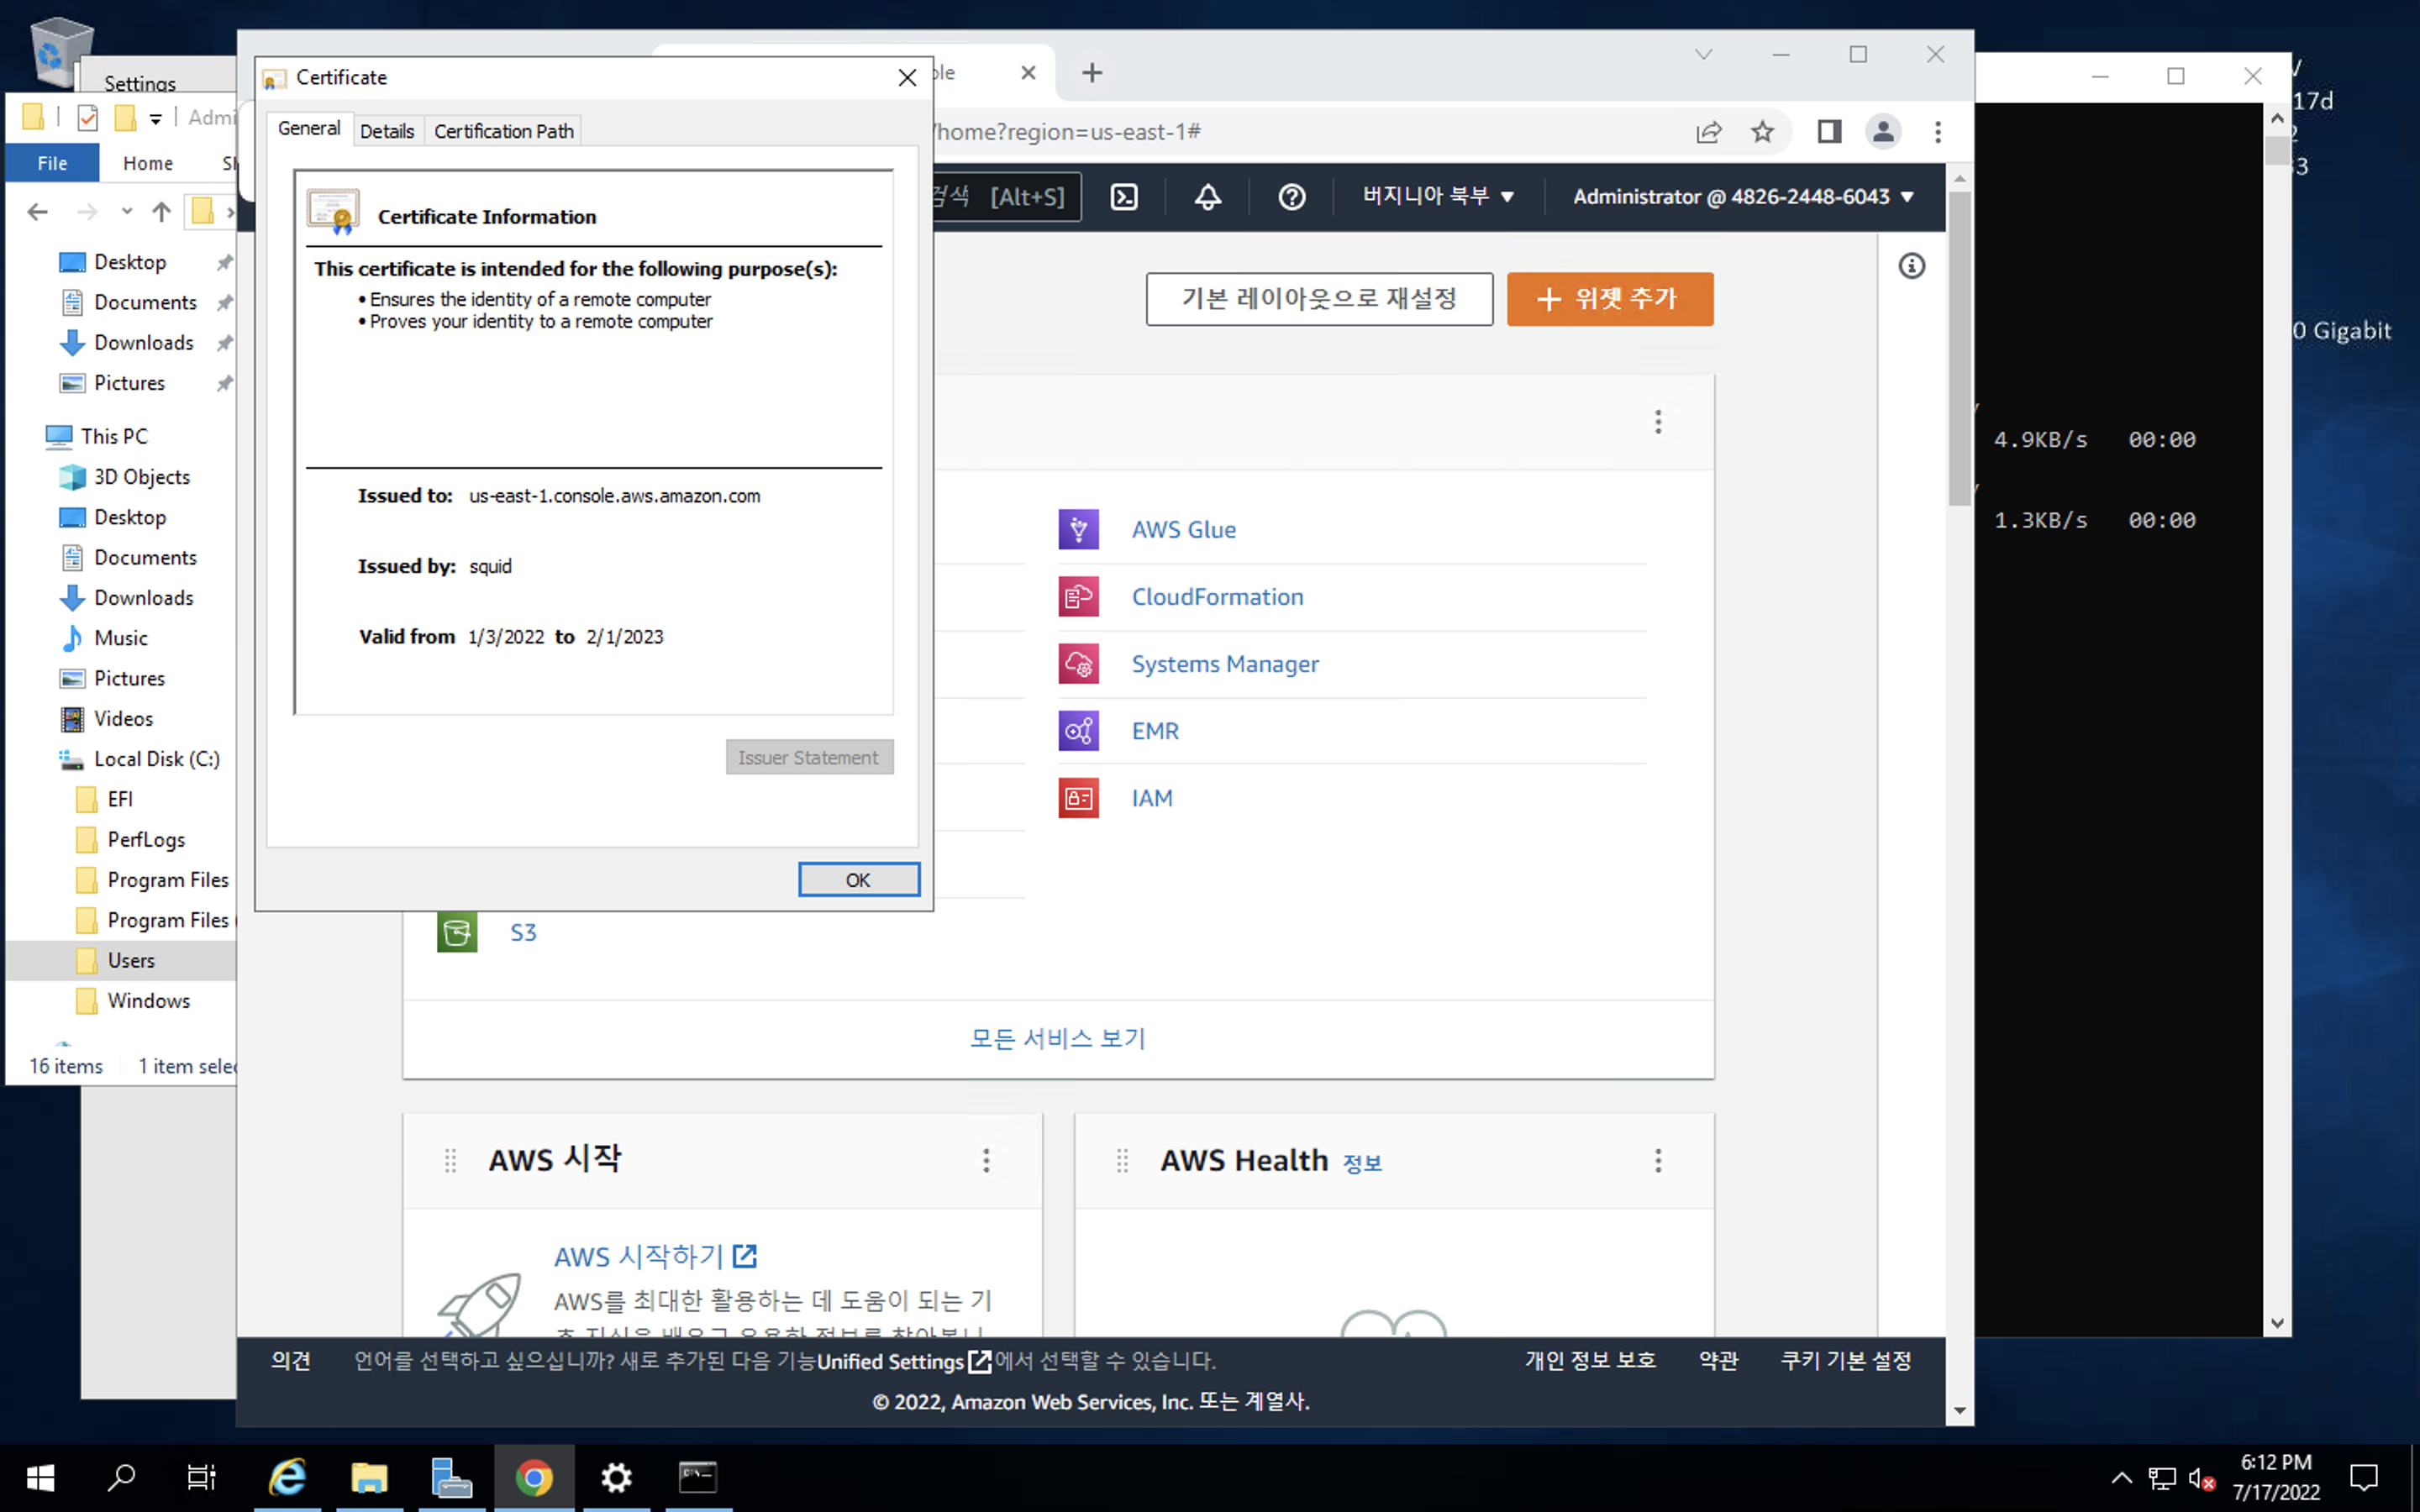 Settings
Certificate
ole
Admi
General
Details
Certification Path
/home?region=us-east-1#
17d
File
Home
Certificate Information
검색
[Alt+S]
버지니아 북부
Administrator @ 4826-2448-6043
This certificate is intended for the following purpose(s):
• Ensures the identity of a remote computer
• Proves your identity to a remote computer
기본 레이아웃으로 재설정
위젯 추가
0 Gigabit
Desktop
Documents
Downloads
Pictures
This PC
3D Objects
Desktop
Documents
Downloads
Music
Pictures
Videos
Local Disk (C:)
EFI
PerfLogs
Program Files
Program Files
Users
Windows
16 items
1 item selec
Issued to: us-east-1.console.aws.amazon.com
Issued by: squid
Valid from 1/3/2022 to 2/1/2023
Issuer Statement
OK
4.9KB/s 00:00
1.3KB/s 00:00
AWS Glue
CloudFormation
Systems Manager
EMR
IAM
S3
모든 서비스 보기
AWS 시작
AWS Health 정보
AWS 시작하기
AWS를 최대한 활용하는 데 도움이 되는 기
의견
언어를 선택하고 싶으십니까? 새로 추가된 다음 기능Unified Settings에서 선택할 수 있습니다.
개인 정보 보호
약관
쿠키 기본 설정
© 2022, Amazon Web Services, Inc. 또는 계열사.
6:12 PM
7/17/2022